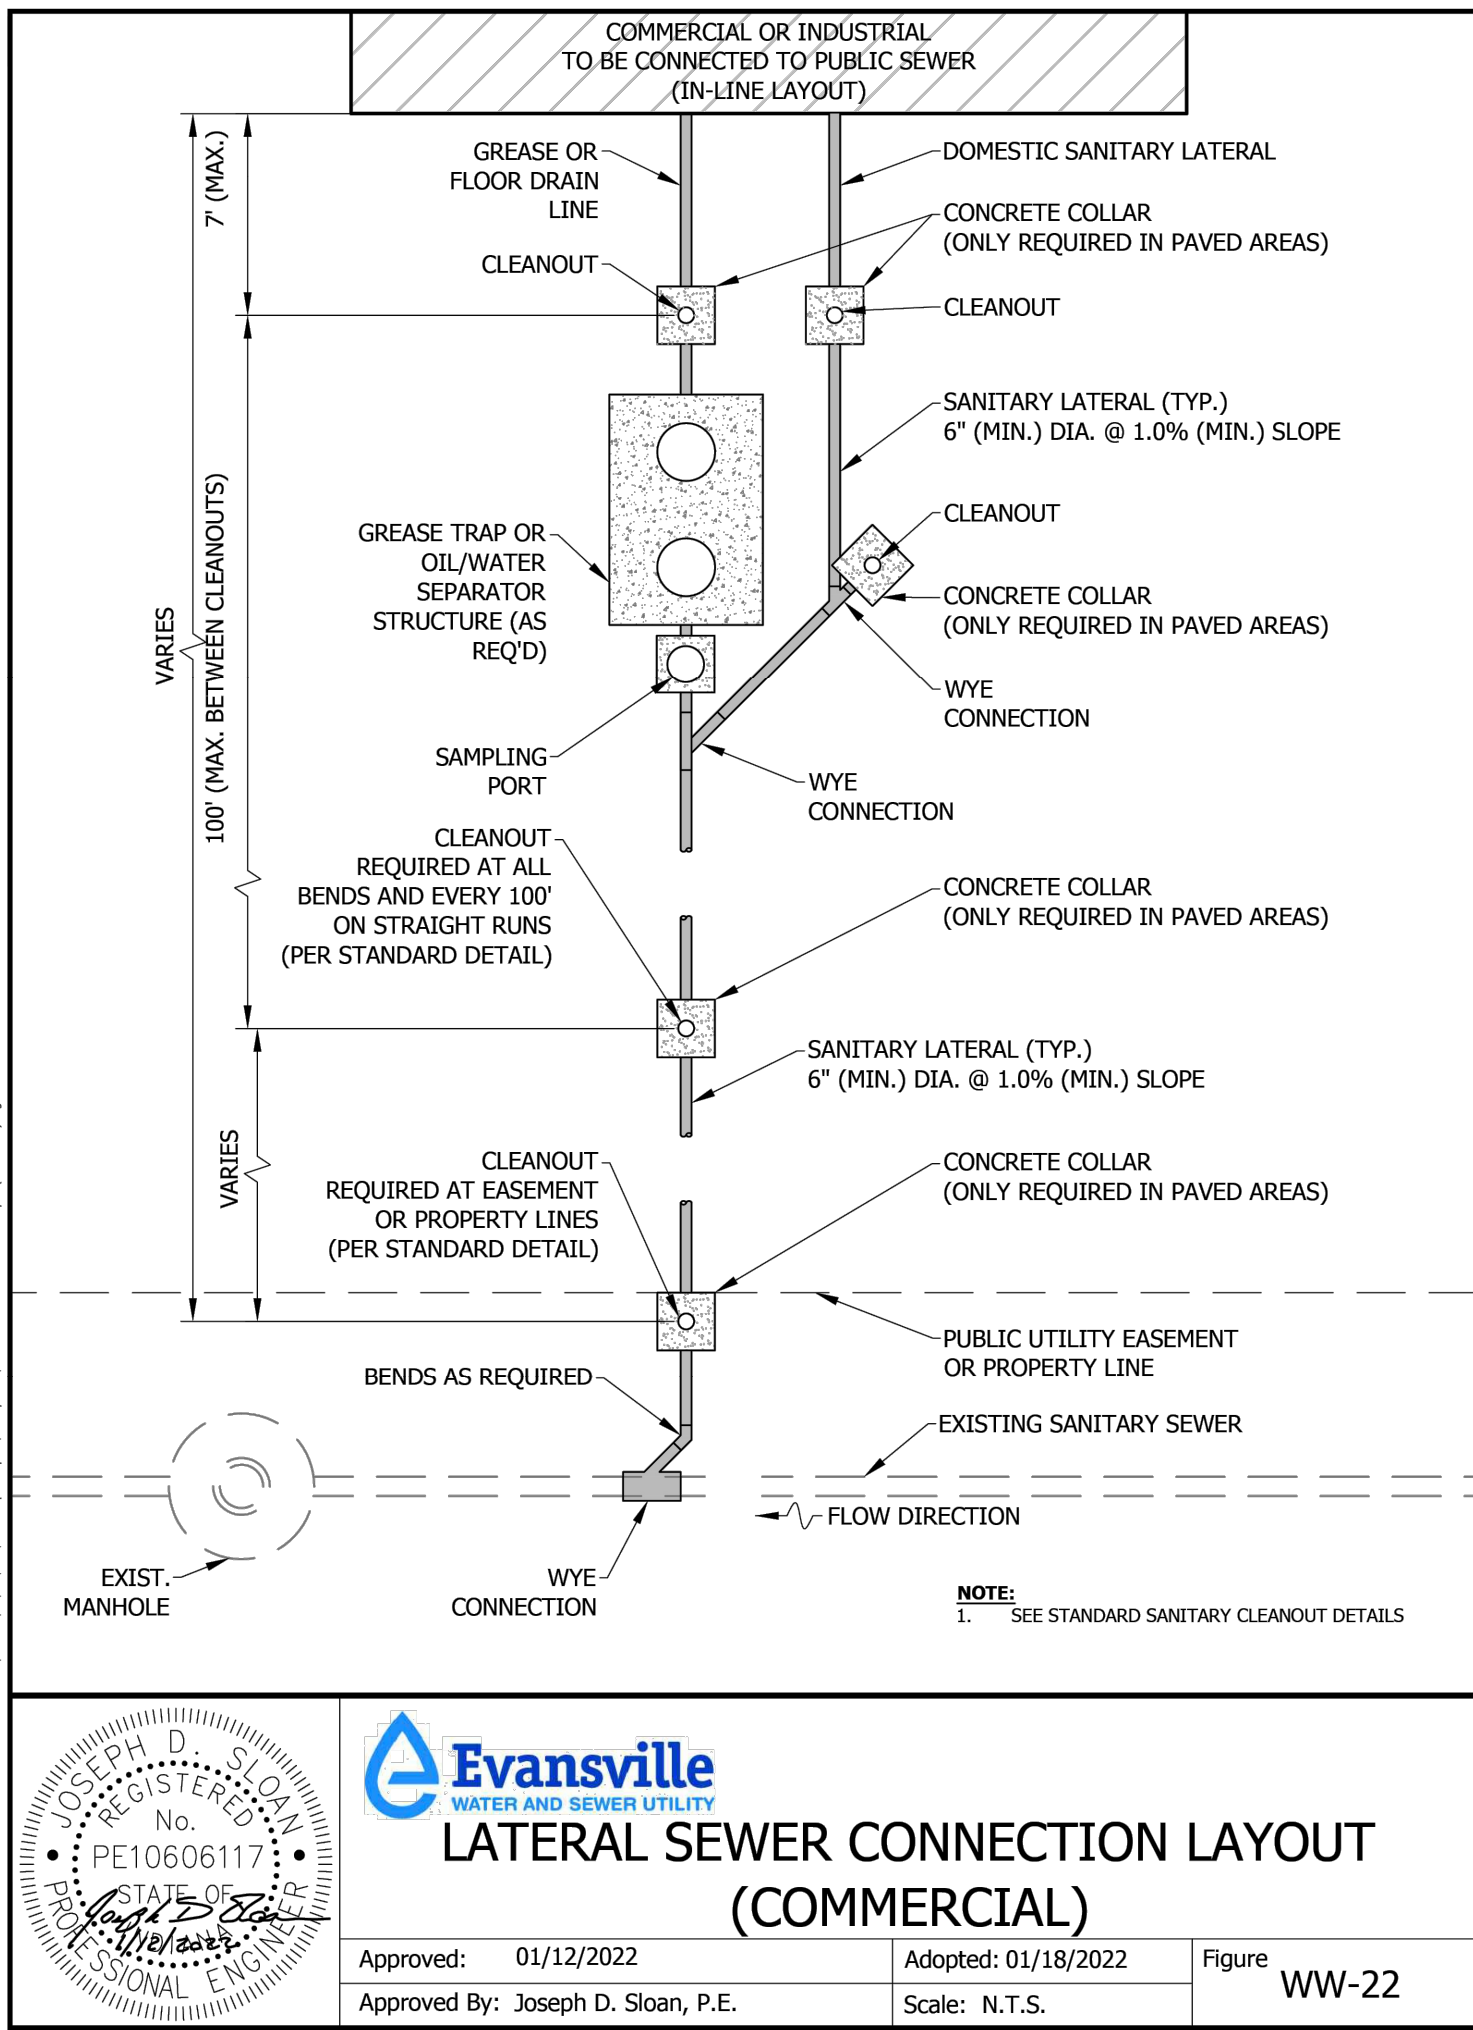 COMMERCIAL OR INDUSTRIAL
TO BE CONNECTED TO PUBLIC SEWER
(IN-LINE LAYOUT)
7' (MAX.)
GREASE OR
FLOOR DRAIN
LINE
DOMESTIC SANITARY LATERAL
CONCRETE COLLAR
(ONLY REQUIRED IN PAVED AREAS)
CLEANOUT
CLEANOUT
SANITARY LATERAL (TYP.)
6" (MIN.) DIA. @ 1.0% (MIN.) SLOPE
CLEANOUT
GREASE TRAP OR
OIL/WATER
SEPARATOR
STRUCTURE (AS
REQ'D)
CONCRETE COLLAR
(ONLY REQUIRED IN PAVED AREAS)
VARIES
100' (MAX. BETWEEN CLEANOUTS)
WYE
CONNECTION
SAMPLING
PORT
WYE
CONNECTION
CLEANOUT
REQUIRED AT ALL
BENDS AND EVERY 100'
ON STRAIGHT RUNS
(PER STANDARD DETAIL)
CONCRETE COLLAR
(ONLY REQUIRED IN PAVED AREAS)
SANITARY LATERAL (TYP.)
6" (MIN.) DIA. @ 1.0% (MIN.) SLOPE
VARIES
CLEANOUT
REQUIRED AT EASEMENT
OR PROPERTY LINES
(PER STANDARD DETAIL)
CONCRETE COLLAR
(ONLY REQUIRED IN PAVED AREAS)
PUBLIC UTILITY EASEMENT
OR PROPERTY LINE
BENDS AS REQUIRED
EXISTING SANITARY SEWER
FLOW DIRECTION
EXIST.
MANHOLE
WYE
CONNECTION
NOTE:
1. SEE STANDARD SANITARY CLEANOUT DETAILS
JOSEPH D. SLOAN
REGISTERED
No.
PE10606117
STATE OF
INDIANA
PROFESSIONAL ENGINEER
Joseph D Sloan
1/12/2022
Evansville
WATER AND SEWER UTILITY
LATERAL SEWER CONNECTION LAYOUT
(COMMERCIAL)
Approved: 01/12/2022
Adopted: 01/18/2022
Figure
WW-22
Approved By: Joseph D. Sloan, P.E.
Scale: N.T.S.